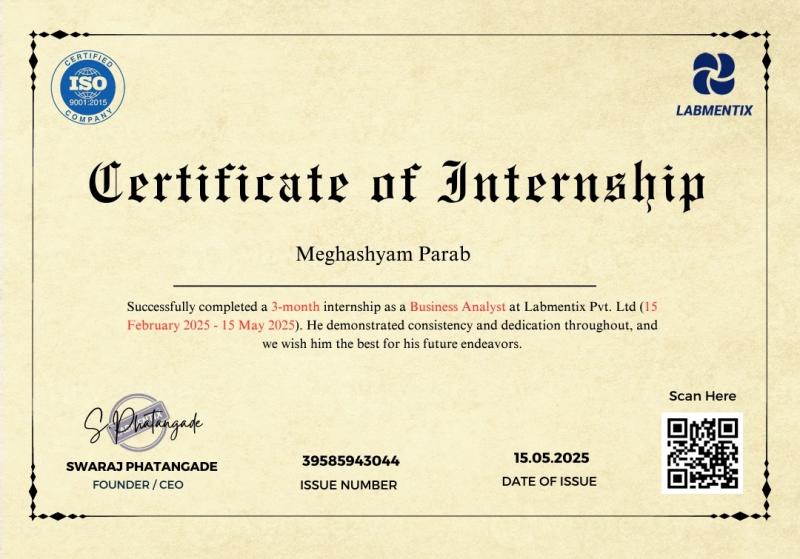 CERTIFIED
ISO
9001:2015
COMPANY
LABMENTIX
Certificate of Internship
Meghashyam Parab
Successfully completed a 3-month internship as a Business Analyst at Labmentix Pvt. Ltd (15
February 2025 - 15 May 2025). He demonstrated consistency and dedication throughout, and
we wish him the best for his future endeavors.
Scan Here
S.Phatangade
SWARAJ PHATANGADE
FOUNDER / CEO
39585943044
ISSUE NUMBER
15.05.2025
DATE OF ISSUE